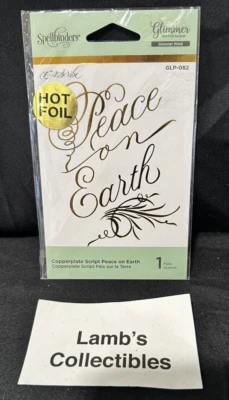 Spellbinders
Glimmer
GLP-082
HOT
FOIL
Peace
on
Earth
Copperplate Script Peace on Earth
Copperplate Script Paix sur la Terre
1
Lamb's
Collectibles